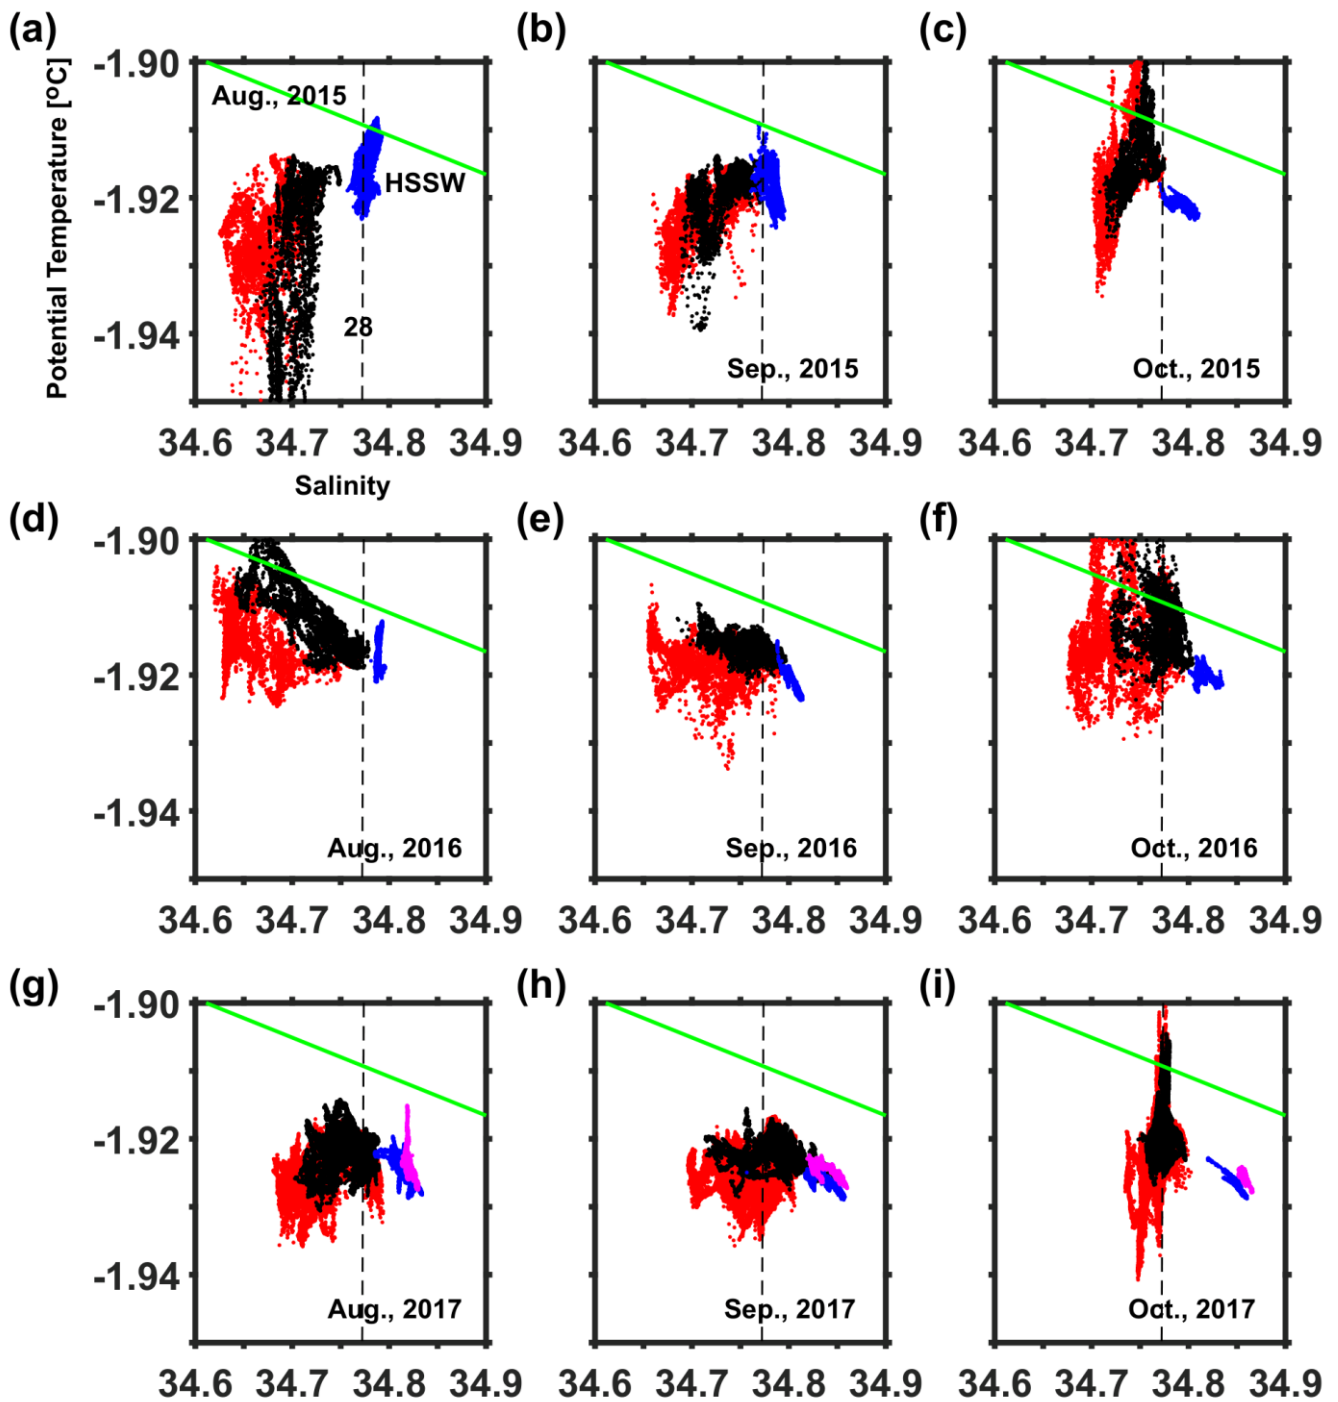 (a) (b) (c)
Potential Temperature [ºC]
-1.90
-1.92
-1.94
Aug., 2015
HSSW
28
Sep., 2015
Oct., 2015
34.6 34.7 34.8 34.9 34.6 34.7 34.8 34.9 34.6 34.7 34.8 34.9
Salinity
(d) (e) (f)
-1.90
-1.92
-1.94
Aug., 2016
Sep., 2016
Oct., 2016
34.6 34.7 34.8 34.9 34.6 34.7 34.8 34.9 34.6 34.7 34.8 34.9
(g) (h) (i)
-1.90
-1.92
-1.94
Aug., 2017
Sep., 2017
Oct., 2017
34.6 34.7 34.8 34.9 34.6 34.7 34.8 34.9 34.6 34.7 34.8 34.9